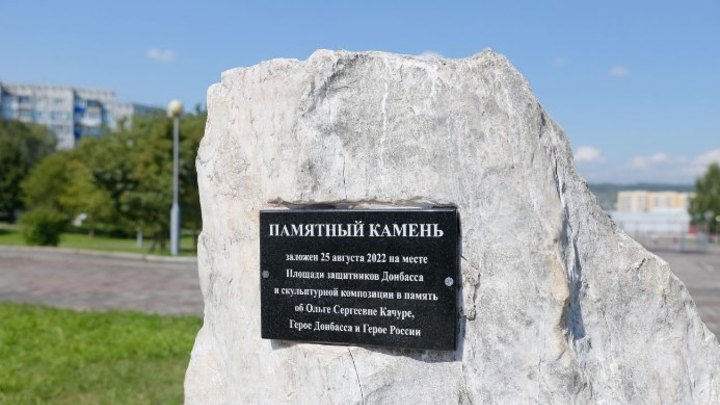 ПАМЯТНЫЙ КАМЕНЬ
заложен 25 августа 2022 на месте
Площади защитников Донбасса
и скульптурной композиции в память
об Ольге Сергеевне Качуре,
Герое Донбасса и Герое России